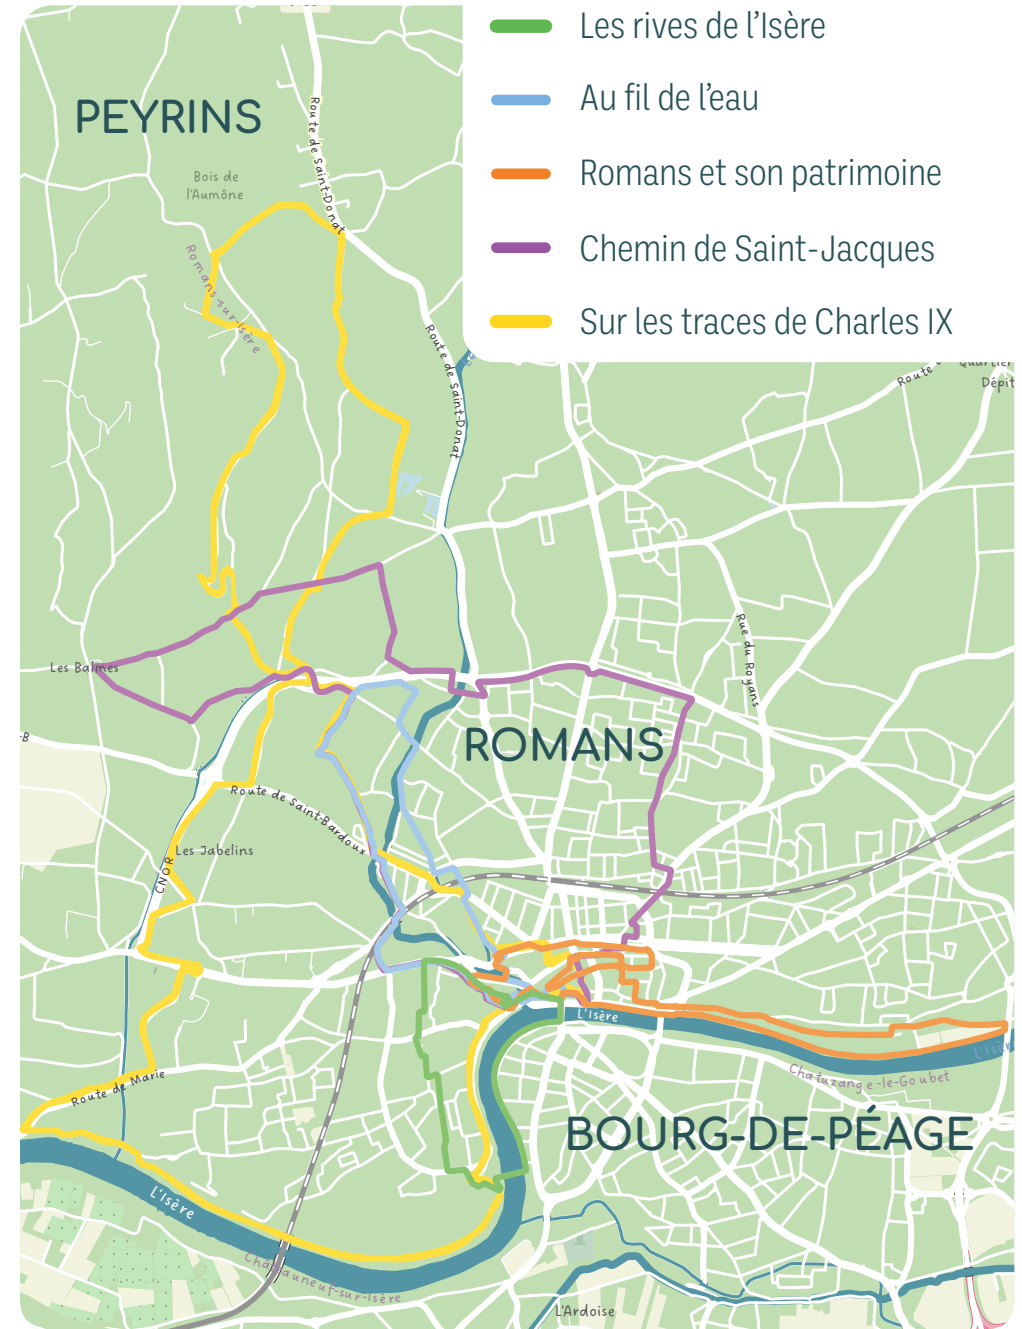 Les rives de l'Isère
Au fil de l'eau
Romans et son patrimoine
Chemin de Saint-Jacques
Sur les traces de Charles IX
PEYRINS
Route de Saint-Donat
Bois de
l'Aumône
Romans-sur-Isère
Route de Saint-Donat
Route
Quartier
Dépit
Rue du Royans
Les Balmes
-B
ROMANS
Route de Saint-Bardoux
Les Jabelins
CNOR
L'Isère
L'Isèr
Chatuzange-le-Goubet
Route de Marie
BOURG-DE-PÉAGE
L'Isère
Châteauneuf-sur-Isère
L'Ardoise